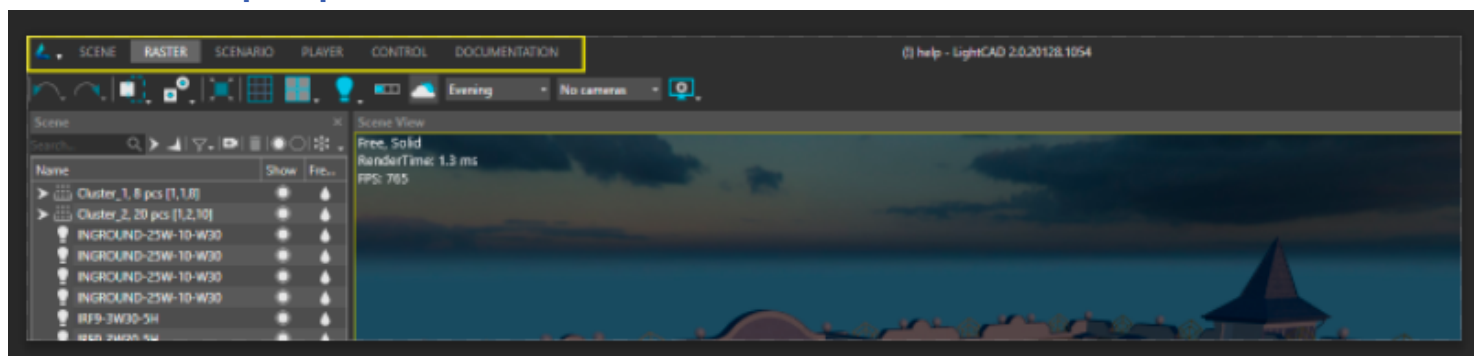 SCENE RASTER SCENARIO PLAYER CONTROL DOCUMENTATION
(!) help - LightCAD 2.0.20128.1054
Evening No cameras
Scene
Scene View
Search...
Free, Solid
RenderTime: 1.3 ms
FPS: 765
Name Show Fre...
Cluster_1, 8 pcs [1,1,8]
Cluster_2, 20 pcs [1,2,10]
INGROUND-25W-10-W30
INGROUND-25W-10-W30
INGROUND-25W-10-W30
INGROUND-25W-10-W30
IRF9-3W30-5H